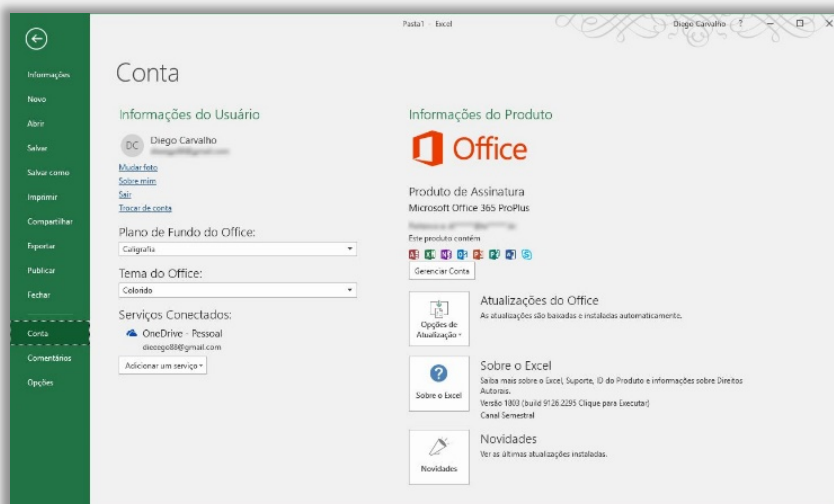 Pasta1 - Excel
Diego Carvalho ?
Informações
Novo
Abrir
Salvar
Salvar como
Imprimir
Compartilhar
Exportar
Publicar
Fechar
Conta
Comentários
Opções
Conta
Informações do Usuário
DC
Diego Carvalho
Mudar foto
Sobre mim
Sair
Trocar de conta
Plano de Fundo do Office:
Caligrafia
Tema do Office:
Colorido
Serviços Conectados:
OneDrive - Pessoal
diecego88@gmail.com
Adicionar um serviço
Informações do Produto
Office
Produto de Assinatura
Microsoft Office 365 ProPlus
Este produto contém
Gerenciar Conta
Opções de
Atualização
Atualizações do Office
As atualizações são baixadas e instaladas automaticamente.
Sobre o Excel
Sobre o Excel
Saiba mais sobre o Excel, Suporte, ID do Produto e informações sobre Direitos
Autorais.
Versão 1803 (build 9126.2295 Clique para Executar)
Canal Semestral
Novidades
Novidades
Ver as últimas atualizações instaladas.